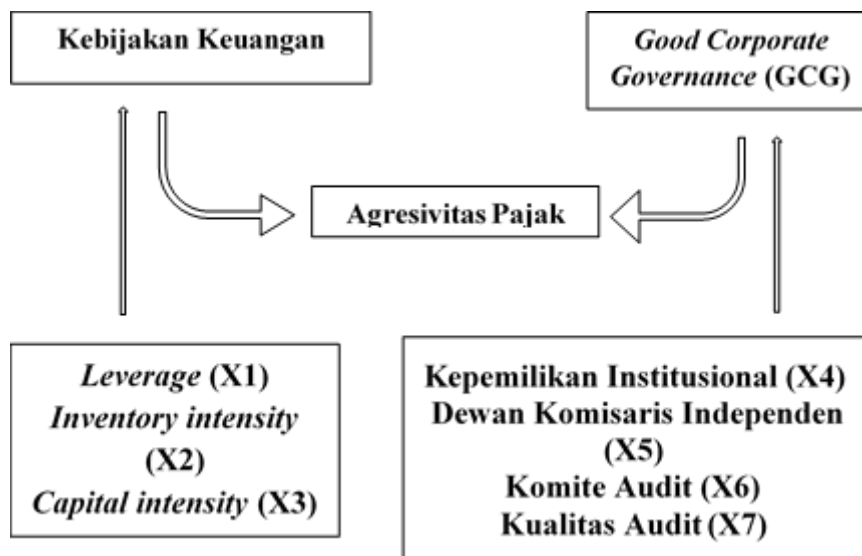 Kebijakan Keuangan
Good Corporate
Governance (GCG)
Agresivitas Pajak
Leverage (X1)
Inventory intensity
(X2)
Capital intensity (X3)
Kepemilikan Institusional (X4)
Dewan Komisaris Independen
(X5)
Komite Audit (X6)
Kualitas Audit (X7)